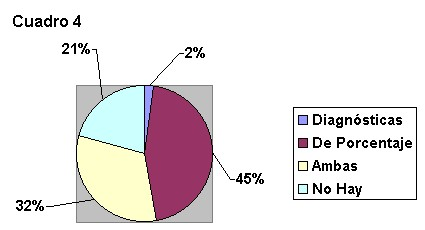 Cuadro 4
21%
2%
45%
32%
Diagnósticas
De Porcentaje
Ambas
No Hay